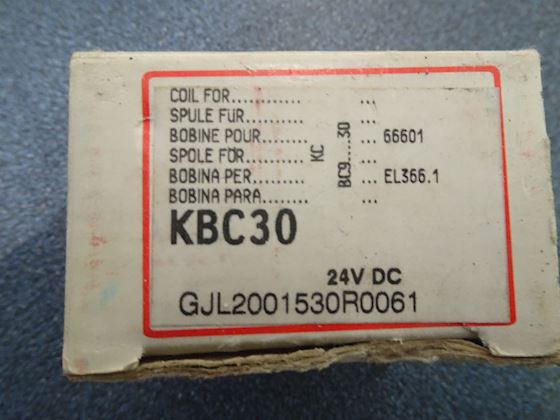 COIL FOR............ ...
SPULE FUR.......... ...
BOBINE POUR........ ... 66601
SPOLE FÖR.......... ...
BOBINA PER......... ... EL366.1
BOBINA PARA........ ...
KC
BC9....30
KBC30
24V DC
GJL2001530R0061